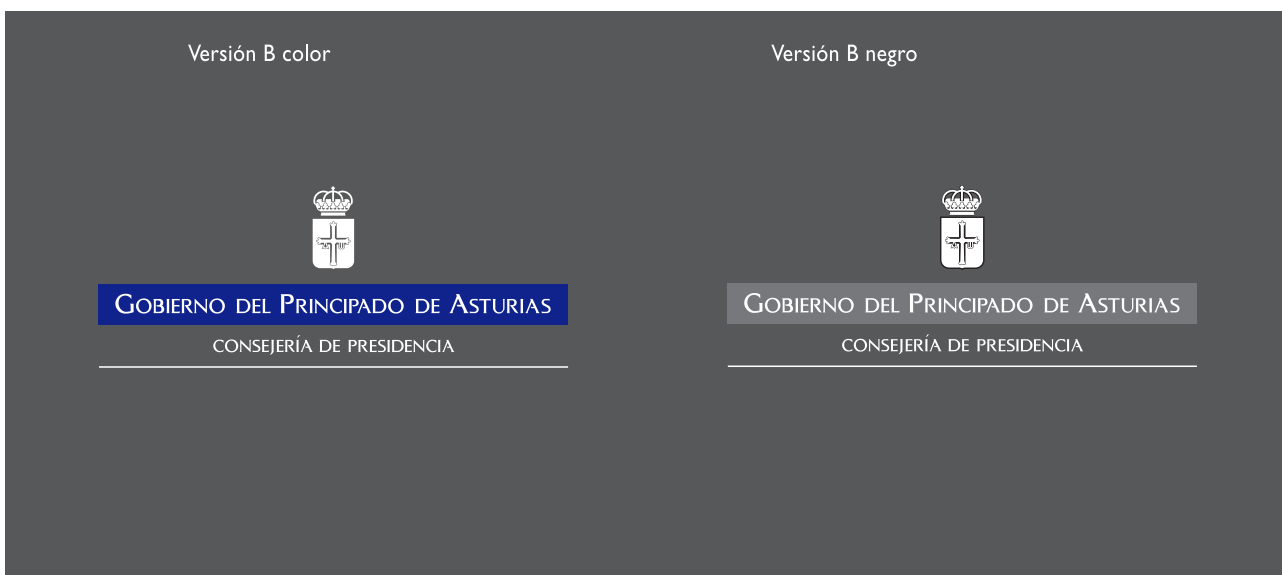 Versión B color
Versión B negro
GOBIERNO DEL PRINCIPADO DE ASTURIAS
CONSEJERÍA DE PRESIDENCIA
GOBIERNO DEL PRINCIPADO DE ASTURIAS
CONSEJERÍA DE PRESIDENCIA